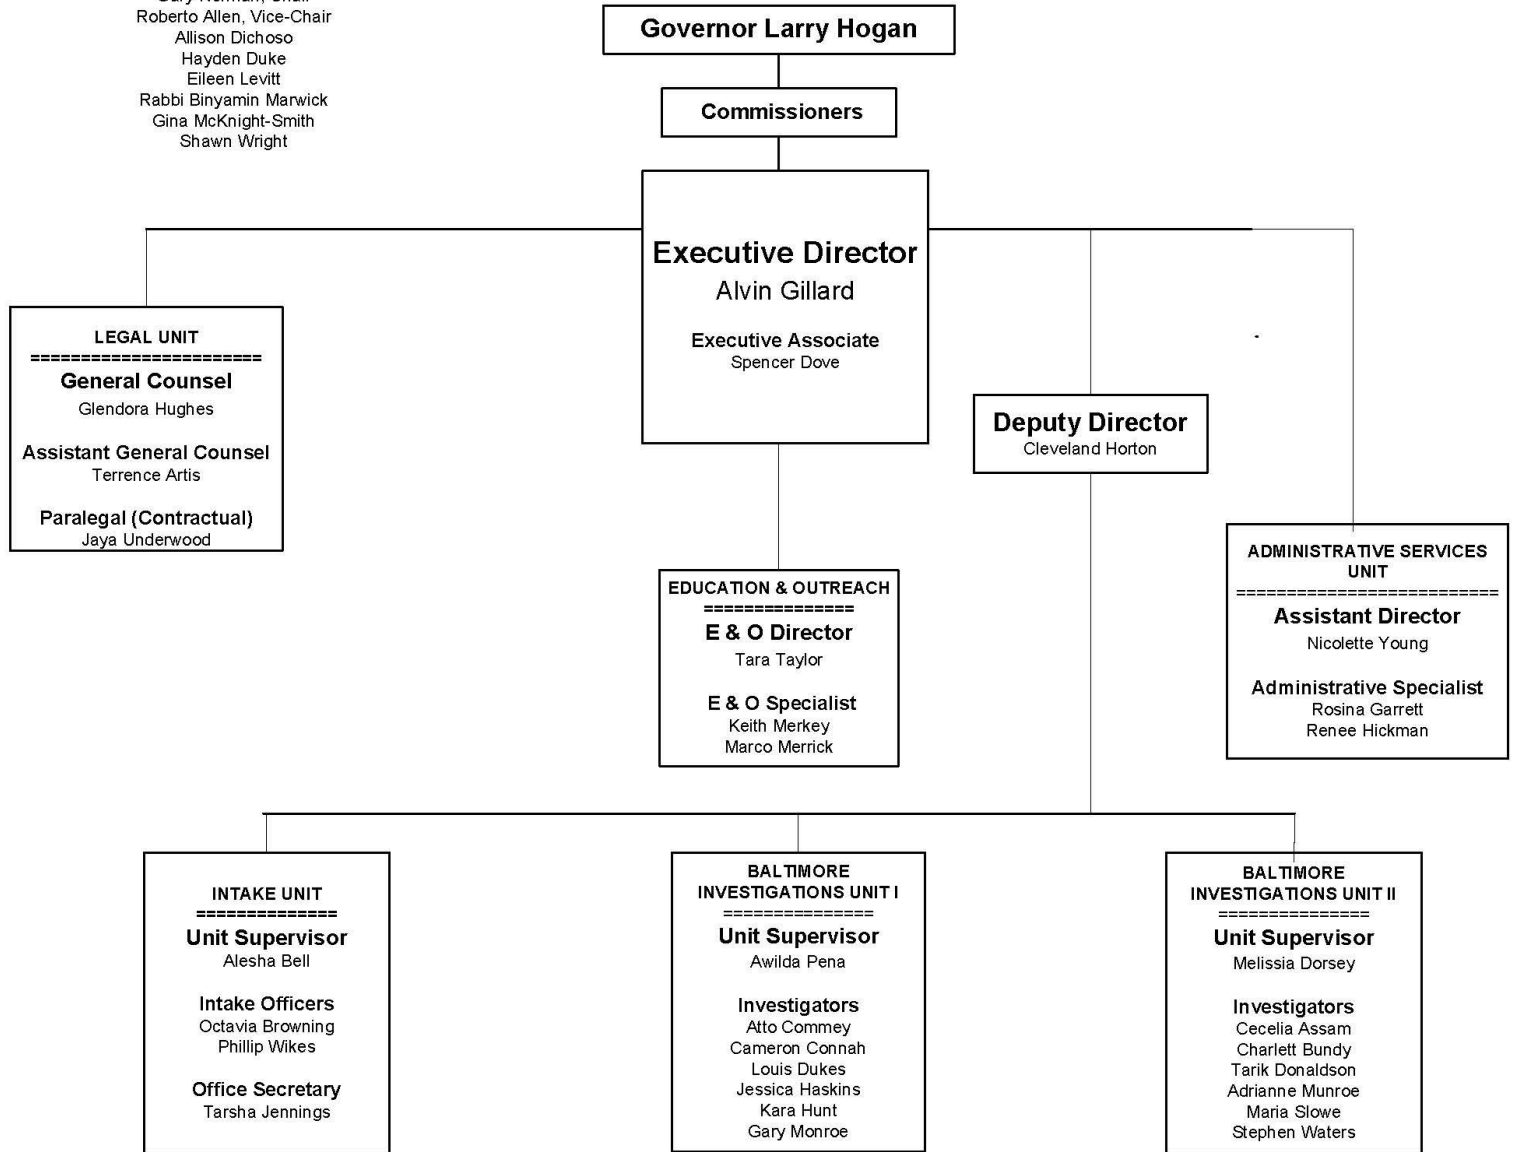 Roberto Allen, Vice-Chair
Allison Dichoso
Hayden Duke
Eileen Levitt
Rabbi Binyamin Marwick
Gina McKnight-Smith
Shawn Wright
Governor Larry Hogan
Commissioners
Executive Director
Alvin Gillard
Executive Associate
Spencer Dove
LEGAL UNIT
=======================
General Counsel
Glendora Hughes
Assistant General Counsel
Terrence Artis
Paralegal (Contractual)
Jaya Underwood
Deputy Director
Cleveland Horton
EDUCATION & OUTREACH
===============
E & O Director
Tara Taylor
E & O Specialist
Keith Merkey
Marco Merrick
ADMINISTRATIVE SERVICES
UNIT
==========================
Assistant Director
Nicolette Young
Administrative Specialist
Rosina Garrett
Renee Hickman
INTAKE UNIT
==============
Unit Supervisor
Alesha Bell
Intake Officers
Octavia Browning
Phillip Wikes
Office Secretary
Tarsha Jennings
BALTIMORE
INVESTIGATIONS UNIT I
===============
Unit Supervisor
Awilda Pena
Investigators
Atto Commey
Cameron Connah
Louis Dukes
Jessica Haskins
Kara Hunt
Gary Monroe
BALTIMORE
INVESTIGATIONS UNIT II
===============
Unit Supervisor
Melissia Dorsey
Investigators
Cecelia Assam
Charlett Bundy
Tarik Donaldson
Adrianne Munroe
Maria Slowe
Stephen Waters